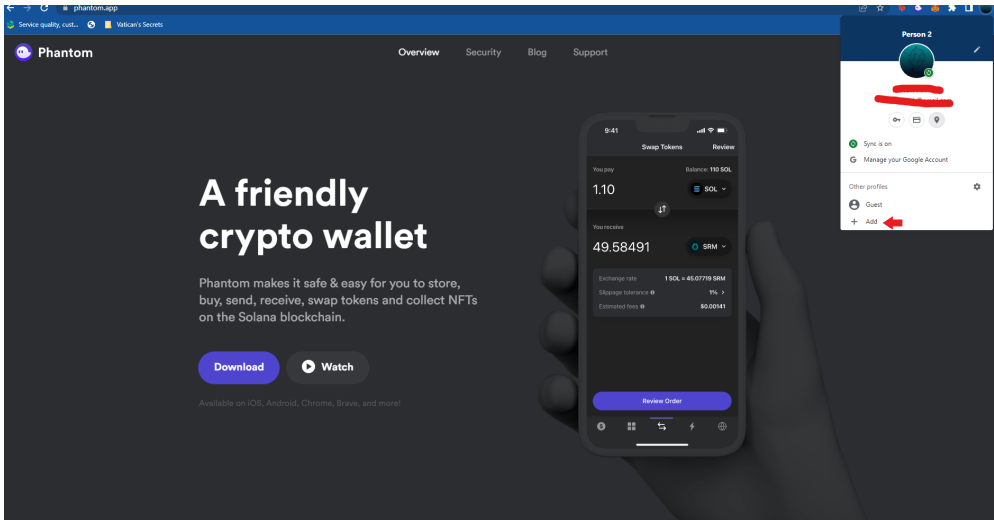 phantom.app
Service quality, cust...
Vatican's Secrets
Phantom
Overview
Security
Blog
Support
A friendly
crypto wallet
Phantom makes it safe & easy for you to store,
buy, send, receive, swap tokens and collect NFTs
on the Solana blockchain.
Download
Watch
Available on iOS, Android, Chrome, Brave, and more!
9:41
Swap Tokens
Review
You pay
Balance: 110 SOL
1.10
SOL
You receive
49.58491
SRM
Exchange rate
1 SOL = 45.07719 SRM
Slippage tolerance
1%
Estimated fees
$0.00141
Review Order
Person 2
Sync is on
Manage your Google Account
Other profiles
Guest
Add